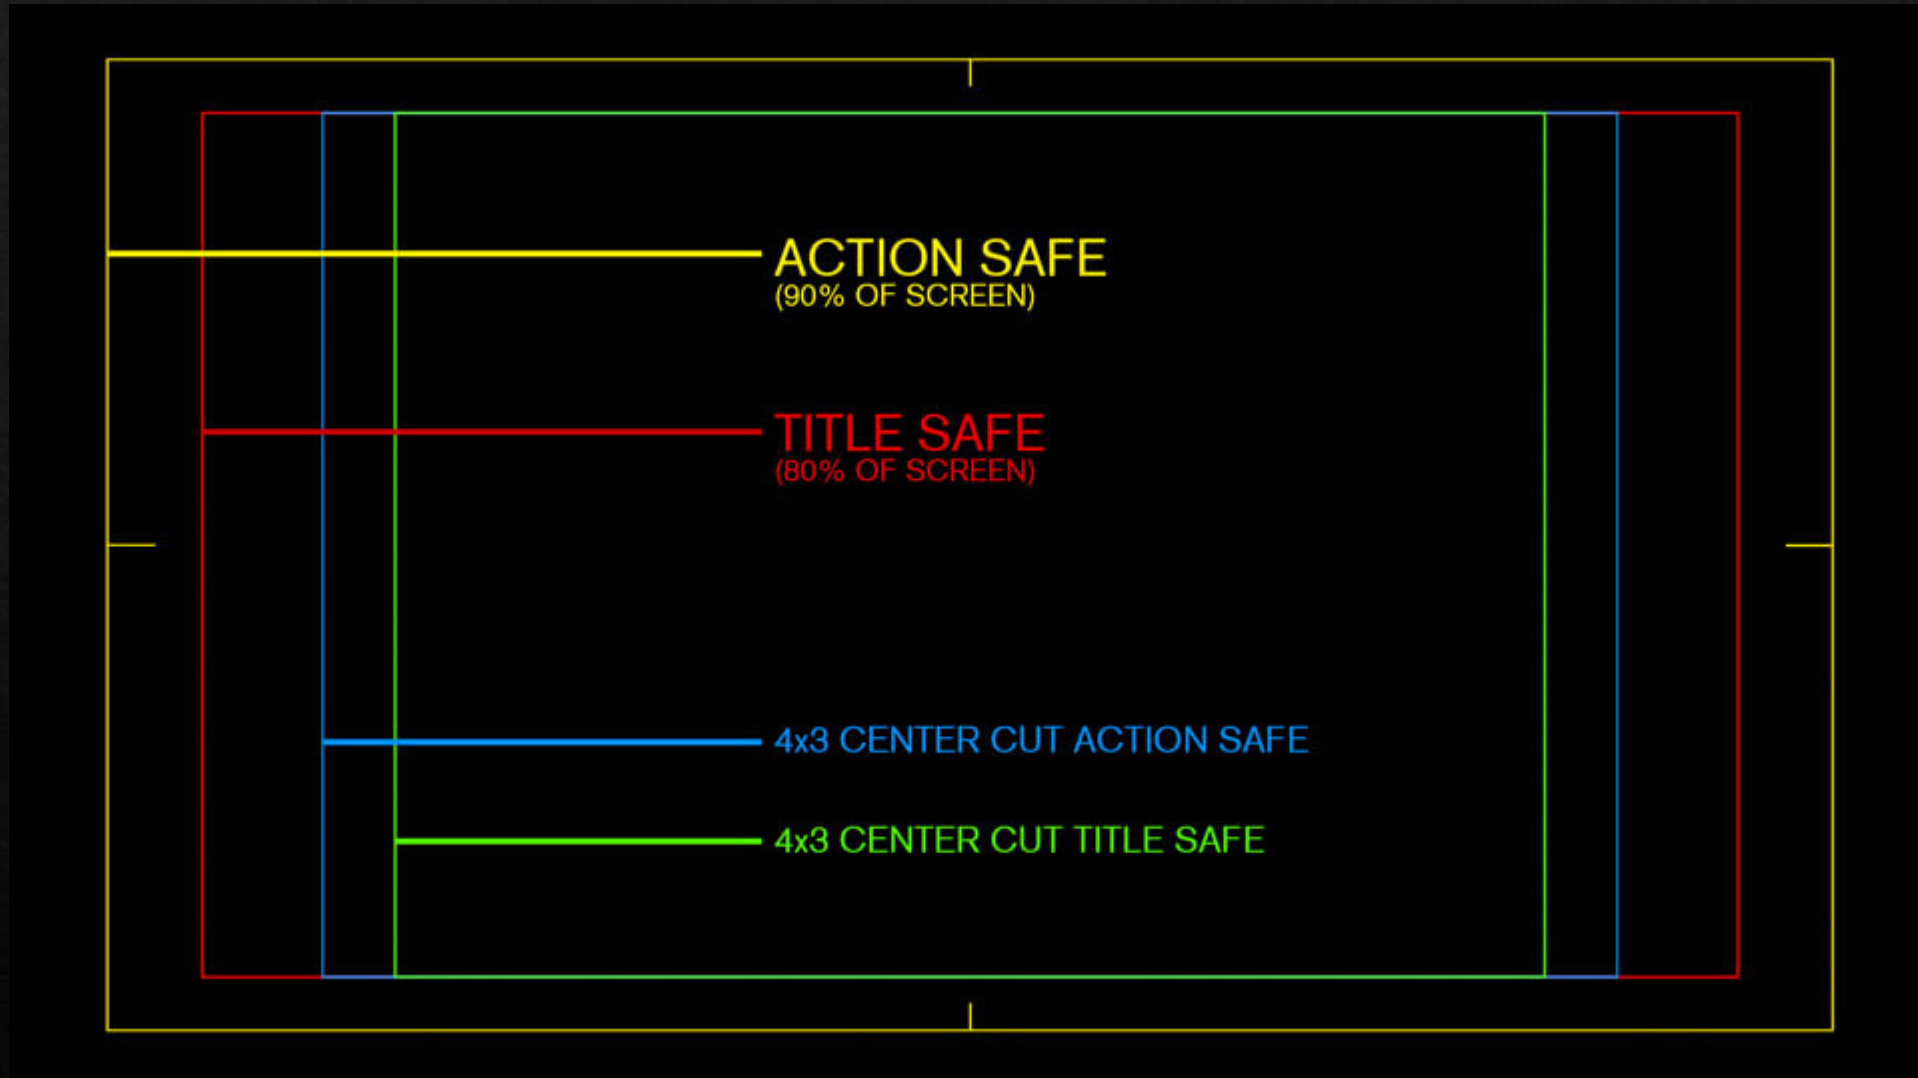 ACTION SAFE
(90% OF SCREEN)
TITLE SAFE
(80% OF SCREEN)
4x3 CENTER CUT ACTION SAFE
4x3 CENTER CUT TITLE SAFE